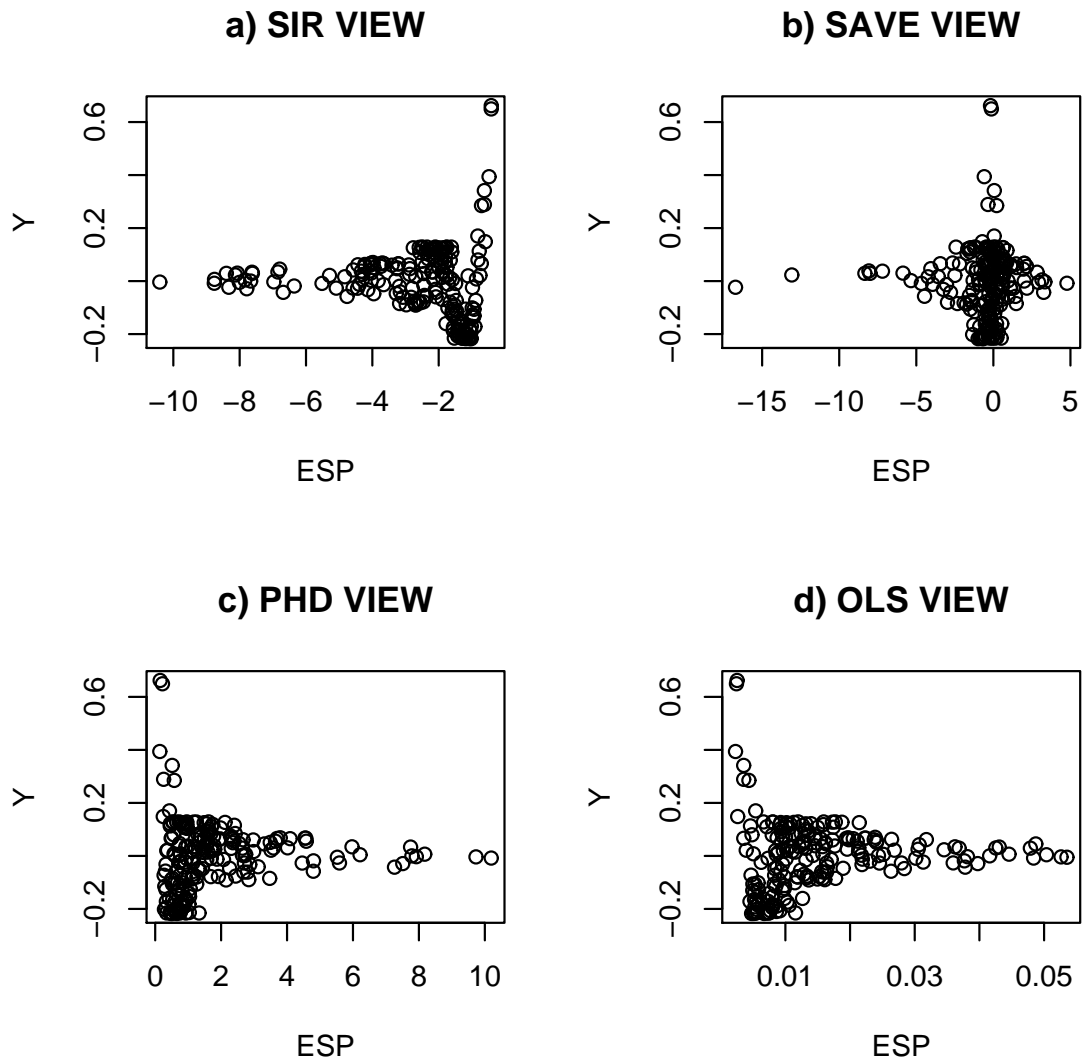 a) SIR VIEW
Y
−0.2 0.2 0.6
−10 −8 −6 −4 −2
ESP
b) SAVE VIEW
Y
−0.2 0.2 0.6
−15 −10 −5 0 5
ESP
c) PHD VIEW
Y
−0.2 0.2 0.6
0 2 4 6 8 10
ESP
d) OLS VIEW
Y
−0.2 0.2 0.6
0.01 0.03 0.05
ESP